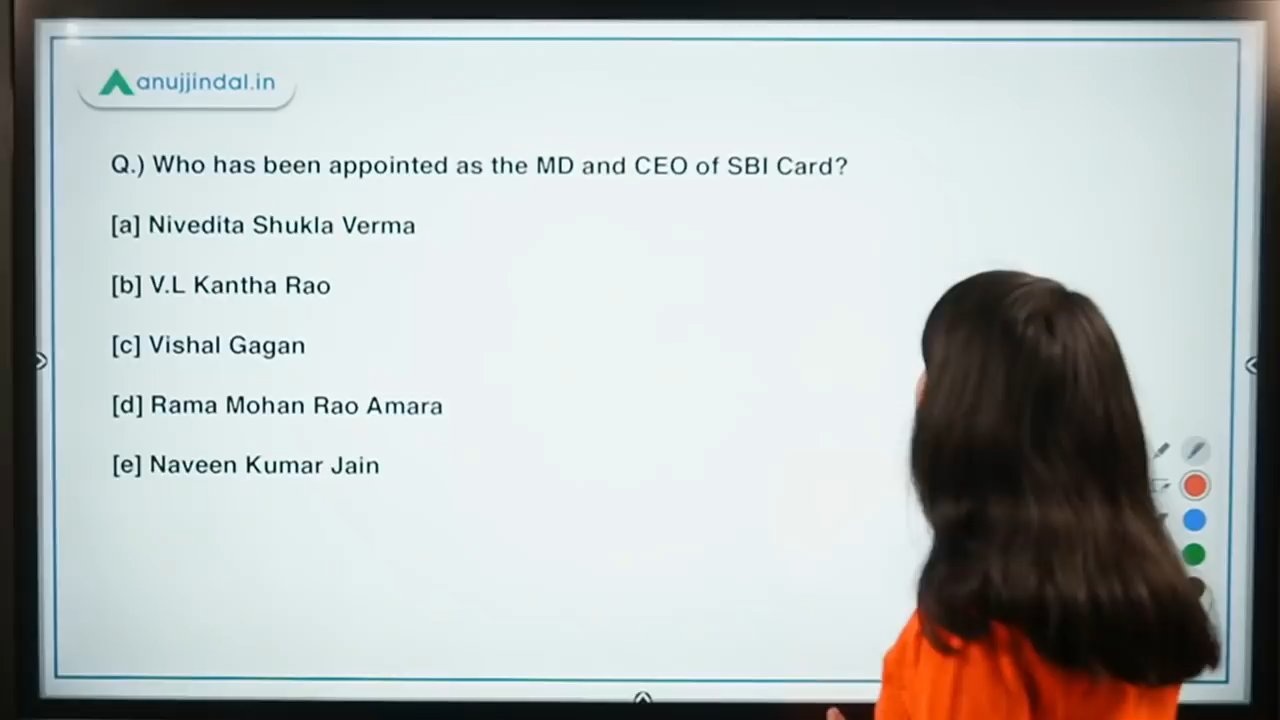 anujjindal.in
Q.) Who has been appointed as the MD and CEO of SBI Card?
[a] Nivedita Shukla Verma
[b] V.L Kantha Rao
[c] Vishal Gagan
[d] Rama Mohan Rao Amara
[e] Naveen Kumar Jain